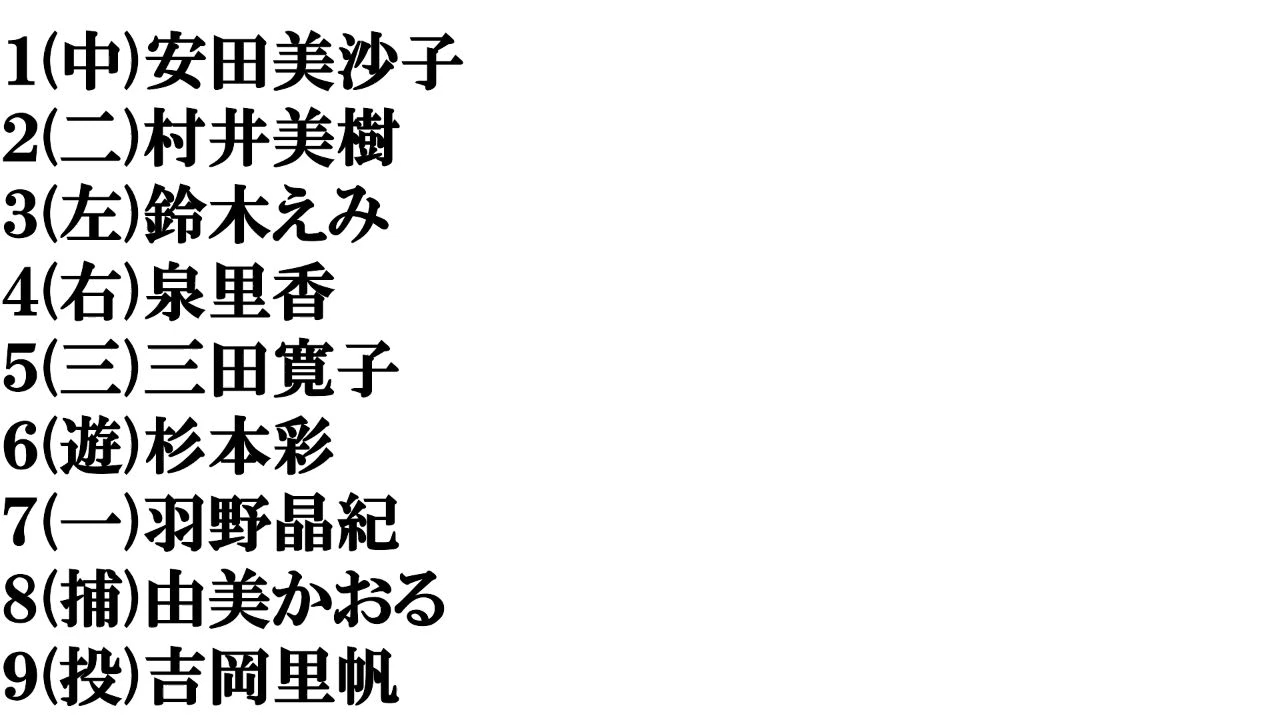 1(中)安田美沙子
2(二)村井美樹
3(左)鈴木えみ
4(右)泉里香
5(三)三田寛子
6(遊)杉本彩
7(一)羽野晶紀
8(捕)由美かおる
9(投)吉岡里帆